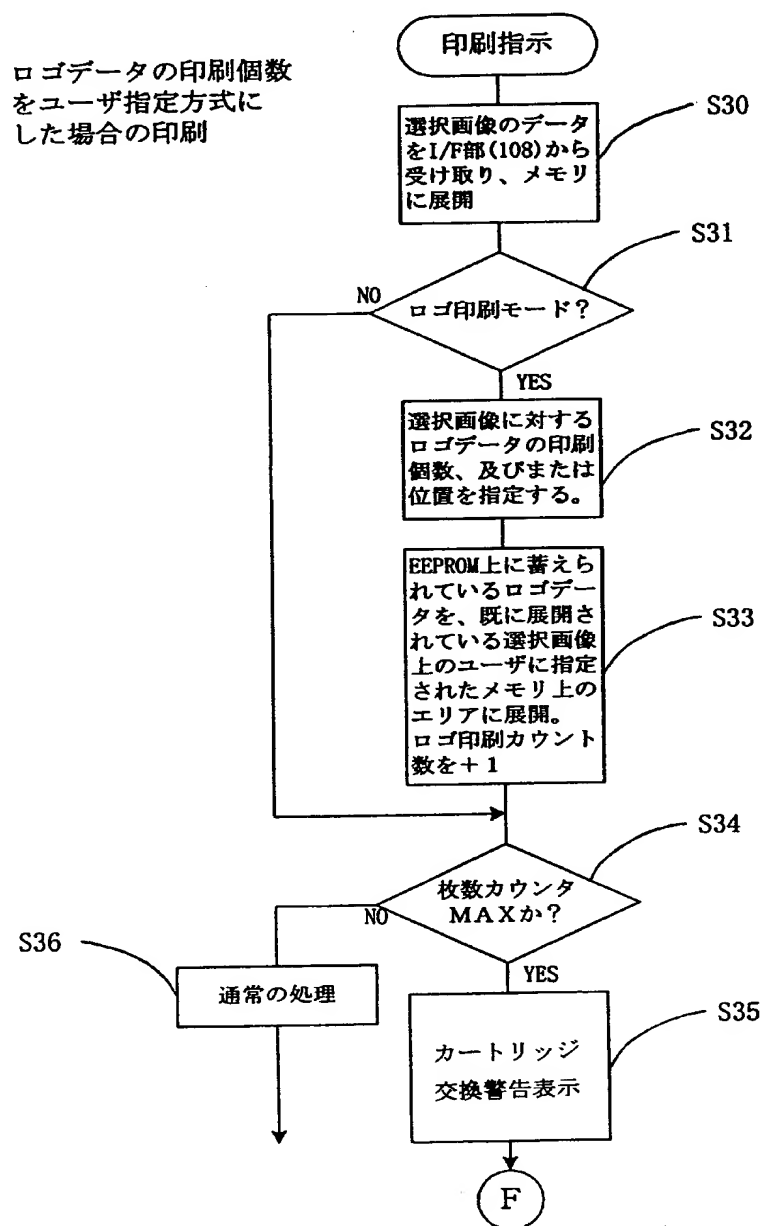 ロゴデータの印刷個数
をユーザ指定方式に
した場合の印刷
印刷指示
S30
選択画像のデータ
をI/F部(108)から
受け取り、メモリ
に展開
S31
NO
ロゴ印刷モード?
YES
S32
選択画像に対する
ロゴデータの印刷
個数、及びまたは
位置を指定する。
S33
EEPROM上に蓄えら
れているロゴデー
タを、既に展開され
ている選択画像
上のユーザに指定
されたメモリ上の
エリアに展開。
ロゴ印刷カウント
数を+1
S34
枚数カウンタ
MAXか?
NO
YES
S36
通常の処理
S35
カートリッジ
交換警告表示
F